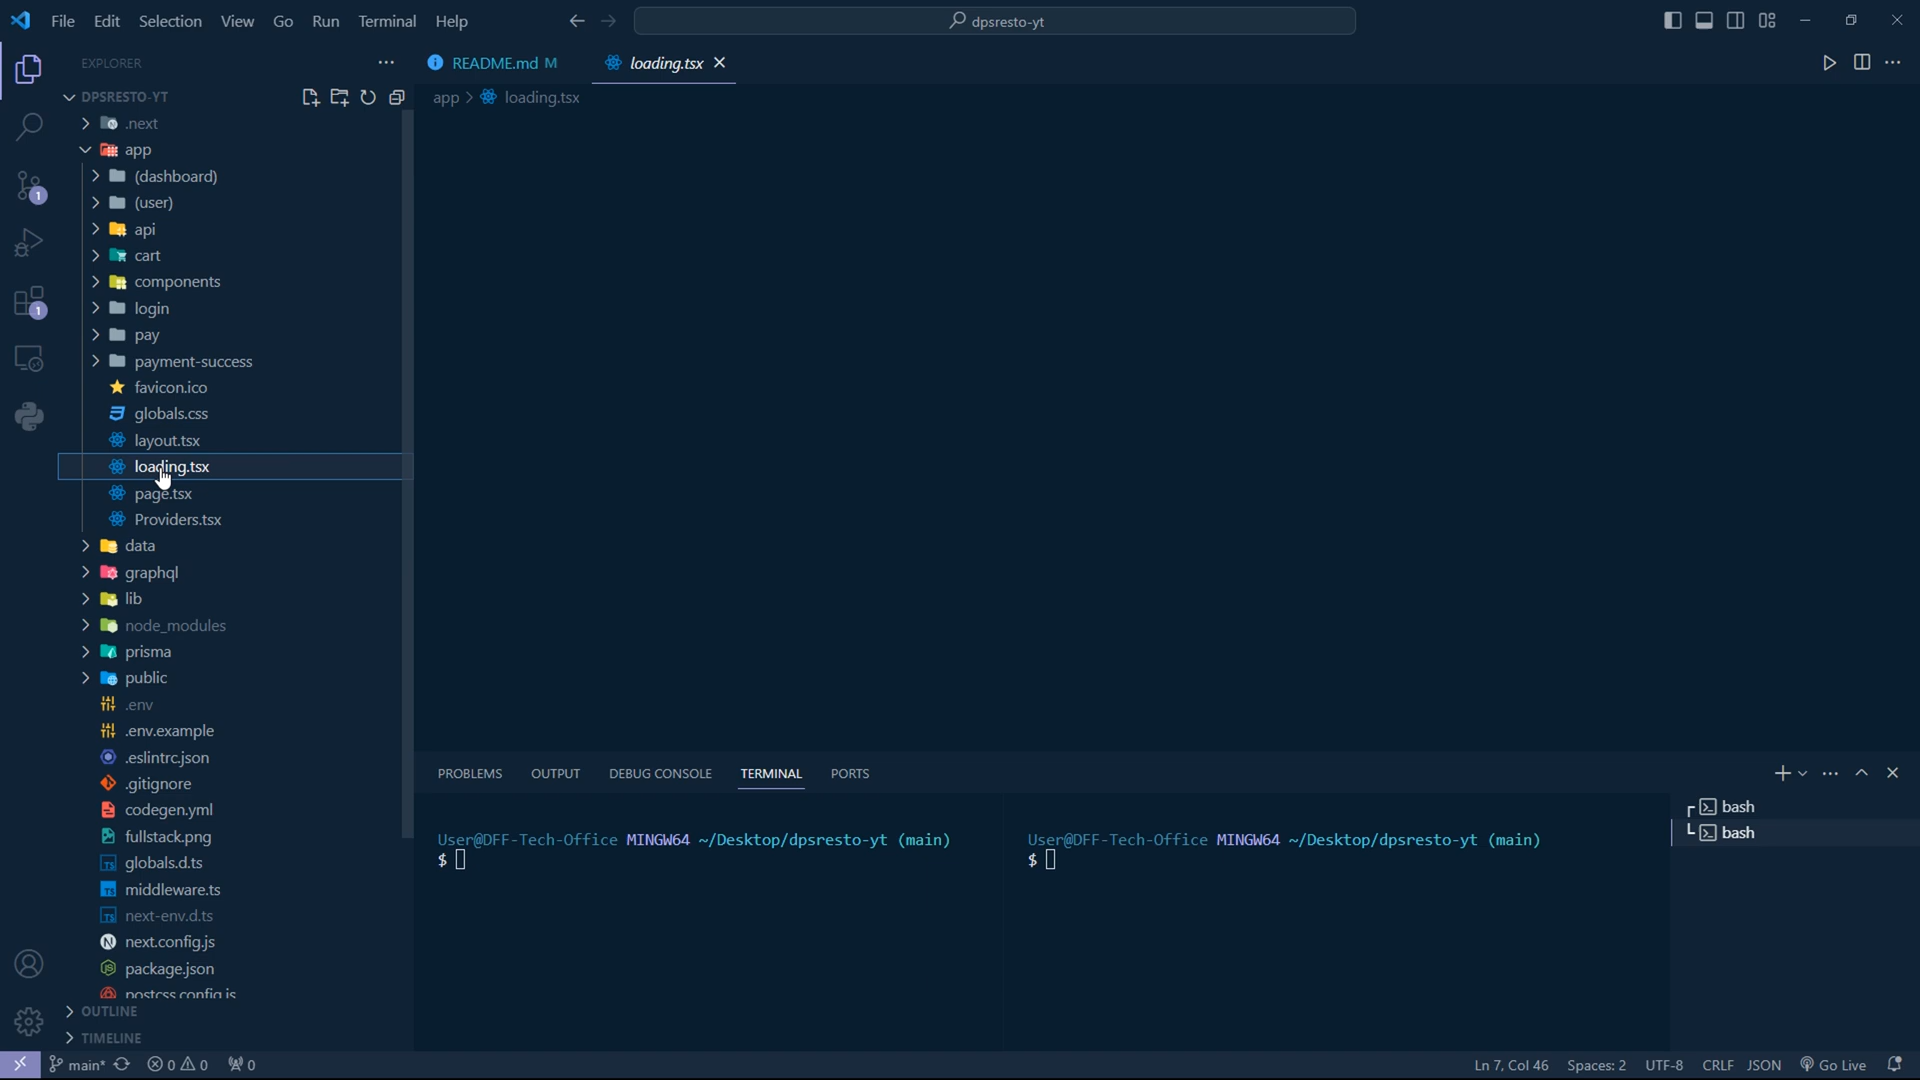 File Edit Selection View Go Run Terminal Help
dpsresto-yt
EXPLORER
DPSRESTO-YT
.next
app
(dashboard)
(user)
api
cart
components
login
pay
payment-success
favicon.ico
globals.css
layout.tsx
loading.tsx
page.tsx
Providers.tsx
data
graphql
lib
node_modules
prisma
public
.env
.env.example
.eslintrc.json
.gitignore
codegen.yml
fullstack.png
globals.d.ts
middleware.ts
next-env.d.ts
next.config.js
package.json
postcss.config.js
OUTLINE
TIMELINE
1
1
README.md M
loading.tsx
app > loading.tsx
PROBLEMS OUTPUT DEBUG CONSOLE TERMINAL PORTS
User@DFF-Tech-Office MINGW64 ~/Desktop/dpsresto-yt (main)
$
User@DFF-Tech-Office MINGW64 ~/Desktop/dpsresto-yt (main)
$
bash
bash
main* 0 0 0 Ln 7, Col 46 Spaces: 2 UTF-8 CRLF JSON Go Live